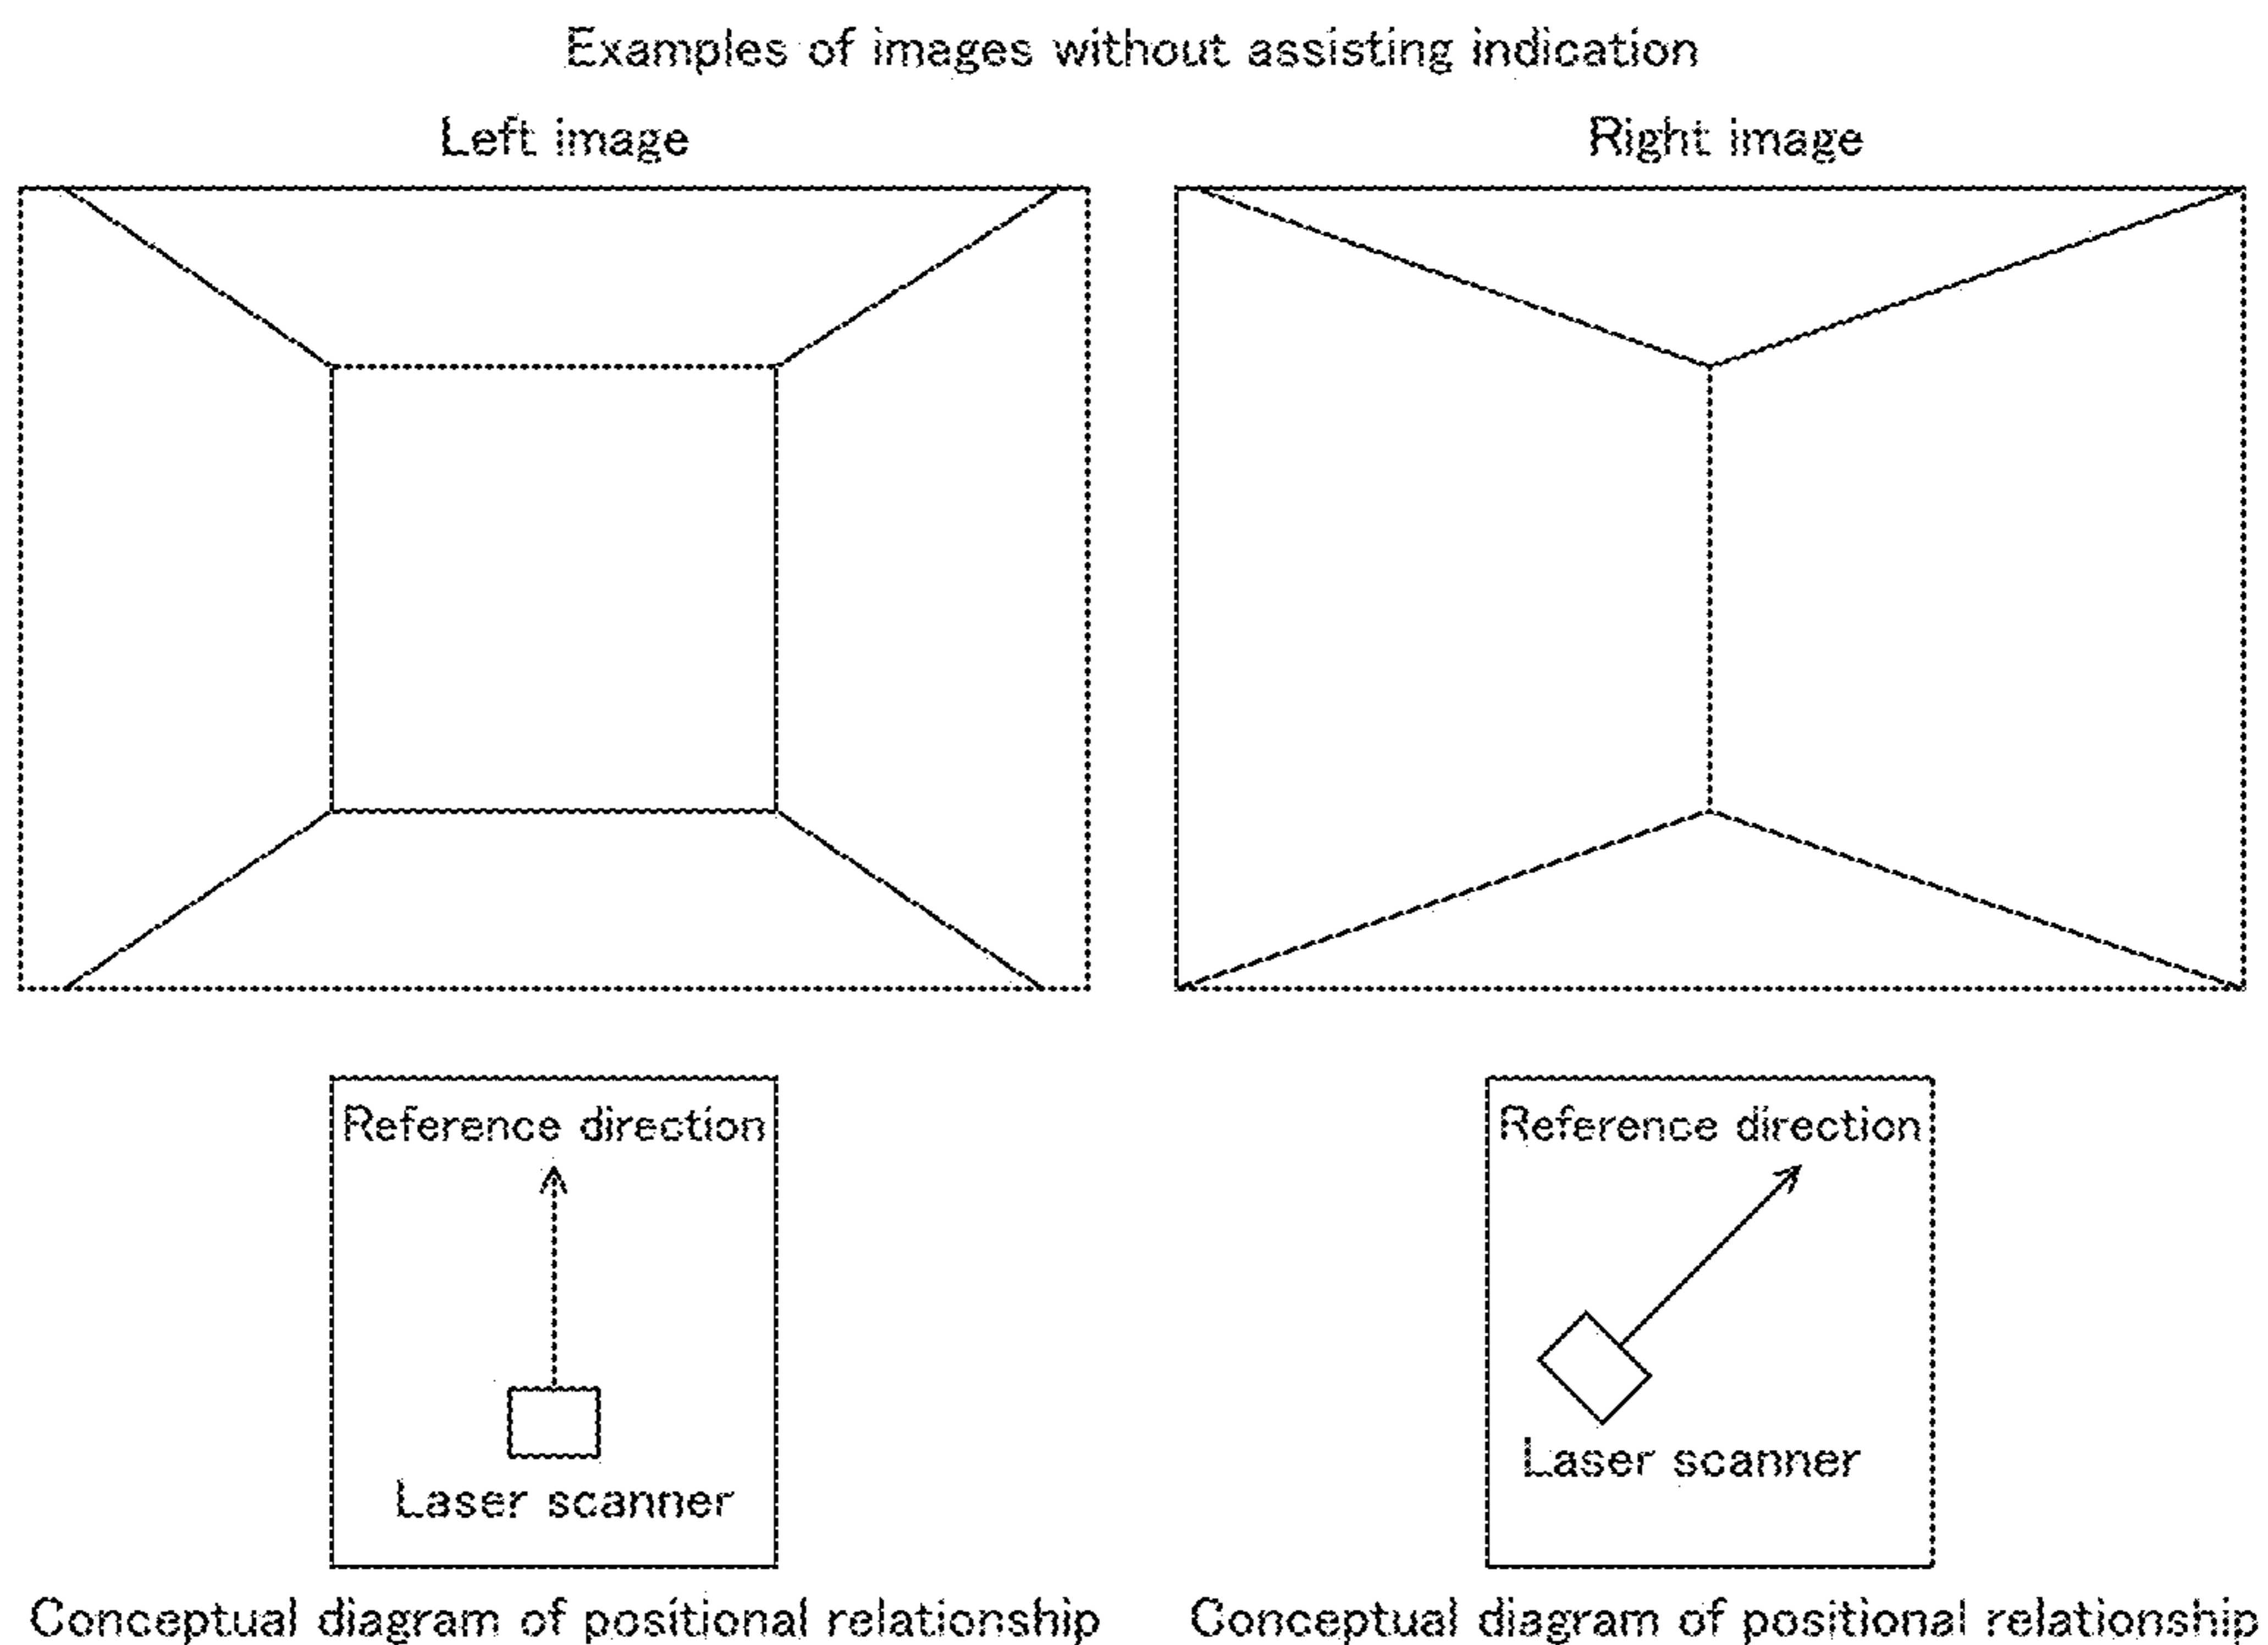 Examples of images without assisting indication
Left image
Right image
Reference direction
Laser scanner
Conceptual diagram of positional relationship
Reference direction
Laser scanner
Conceptual diagram of positional relationship